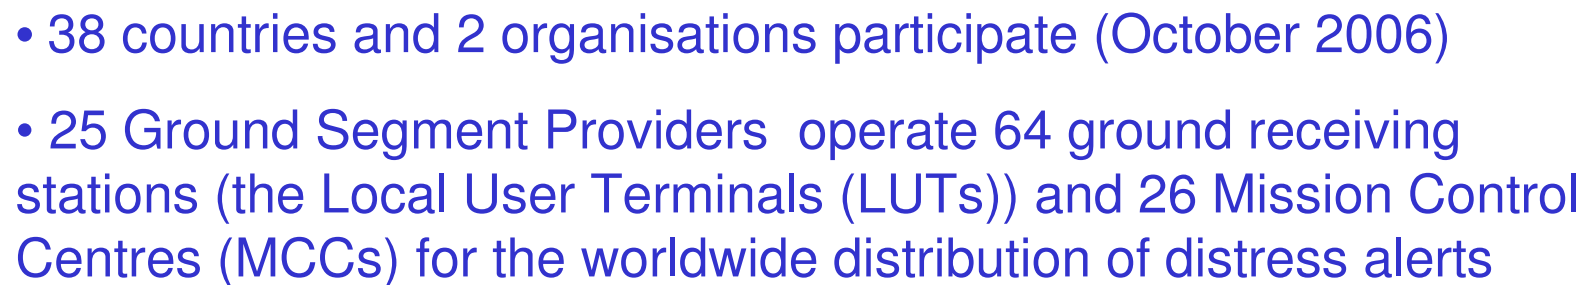 • 38 countries and 2 organisations participate (October 2006)
• 25 Ground Segment Providers  operate 64 ground receiving
stations (the Local User Terminals (LUTs)) and 26 Mission Control
Centres (MCCs) for the worldwide distribution of distress alerts